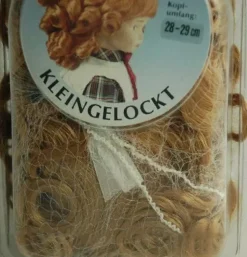 Kopf-
umfang:
28-29 cm
KLEINGELOCKT